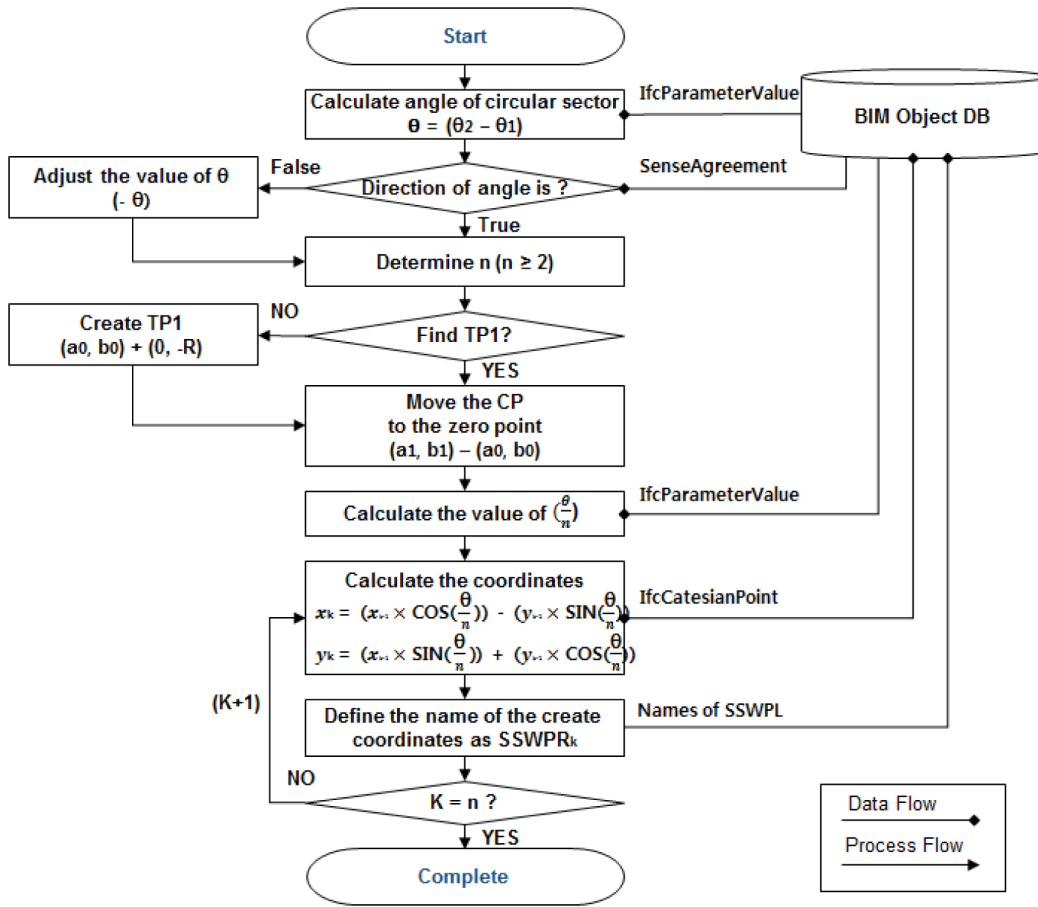 Start
Calculate angle of circular sector
θ = (θ2 – θ1)
IfcParameterValue
BIM Object DB
Adjust the value of θ
(- θ)
False
Direction of angle is ?
SenseAgreement
True
Determine n (n ≥ 2)
Create TP1
(a0, b0) + (0, -R)
NO
Find TP1?
YES
Move the CP
to the zero point
(a1, b1) – (a0, b0)
Calculate the value of (θ/n)
IfcParameterValue
Calculate the coordinates
xk = (xk-1 × COS(θ/n)) - (yk-1 × SIN(θ/n))
yk = (xk-1 × SIN(θ/n)) + (yk-1 × COS(θ/n))
IfcCatesianPoint
(K+1)
Define the name of the create
coordinates as SSWPRk
Names of SSWPL
NO
K = n ?
YES
Complete
Data Flow
Process Flow